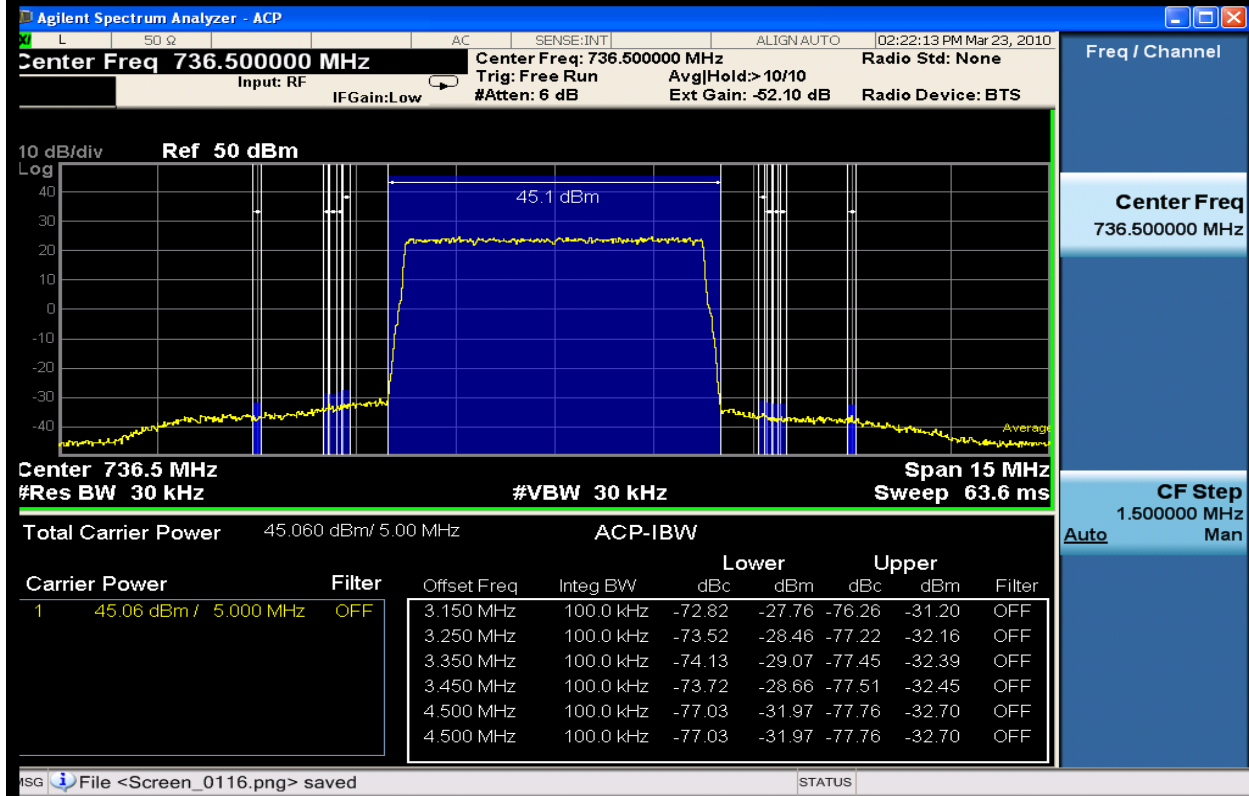 Agilent Spectrum Analyzer - ACP
L 50 Ω AC SENSE:INT ALIGN AUTO 02:22:13 PM Mar 23, 2010
Center Freq 736.500000 MHz
Input: RF
IFGain:Low
Center Freq: 736.500000 MHz
Trig: Free Run
#Atten: 6 dB
Avg|Hold:> 10/10
Ext Gain: -52.10 dB
Radio Std: None
Radio Device: BTS
Freq / Channel
10 dB/div Ref 50 dBm
Log
40
30
20
10
0
-10
-20
-30
-40
45.1 dBm
Average
Center Freq
736.500000 MHz
Center 736.5 MHz Span 15 MHz
#Res BW 30 kHz #VBW 30 kHz Sweep 63.6 ms
CF Step
1.500000 MHz
Auto Man
Total Carrier Power 45.060 dBm/ 5.00 MHz ACP-IBW
Lower Upper
Carrier Power Filter Offset Freq Integ BW dBc dBm dBc dBm Filter
1 45.06 dBm / 5.000 MHz OFF 3.150 MHz 100.0 kHz -72.82 -27.76 -76.26 -31.20 OFF
3.250 MHz 100.0 kHz -73.52 -28.46 -77.22 -32.16 OFF
3.350 MHz 100.0 kHz -74.13 -29.07 -77.45 -32.39 OFF
3.450 MHz 100.0 kHz -73.72 -28.66 -77.51 -32.45 OFF
4.500 MHz 100.0 kHz -77.03 -31.97 -77.76 -32.70 OFF
4.500 MHz 100.0 kHz -77.03 -31.97 -77.76 -32.70 OFF
MSG File <Screen_0116.png> saved STATUS